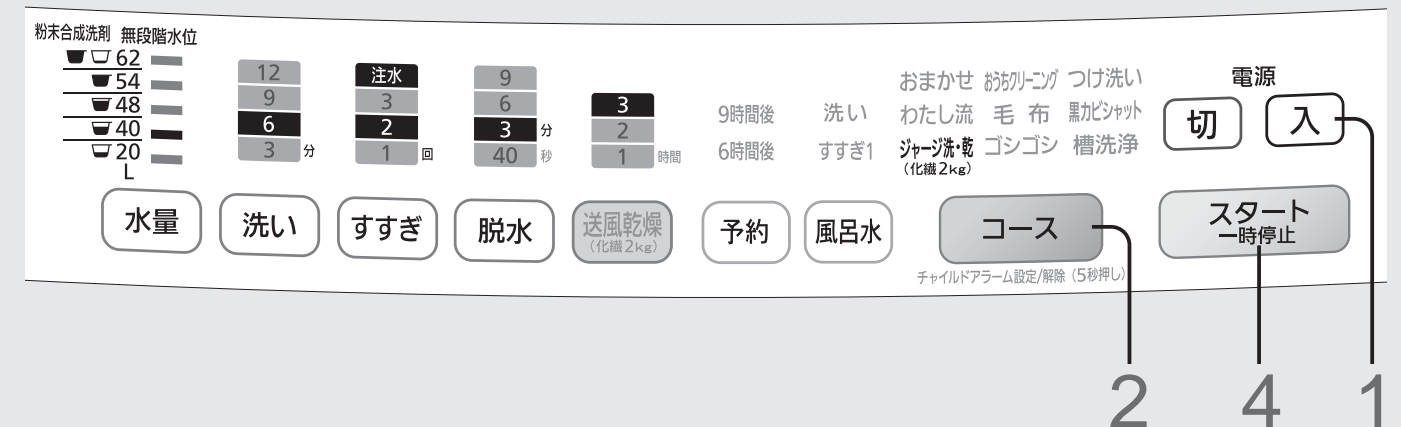 粉末合成洗剤 無段階水位
62
54
48
40
20
L
12
9
6
3 分
注水
3
2
1 回
9
6
3 分
40 秒
3
2
1 時間
9時間後 洗い
6時間後 すすぎ1
おまかせ おうちクリーニング つけ洗い
わたし流 毛布 黒カビシャット
ジャージ洗・乾 ゴシゴシ 槽洗浄
(化繊2kg)
電源
切 入
水量 洗い すすぎ 脱水 送風乾燥
(化繊2kg)
予約 風呂水 コース
スタート
一時停止
チャイルドアラーム設定/解除(5秒押し)
2 4 1